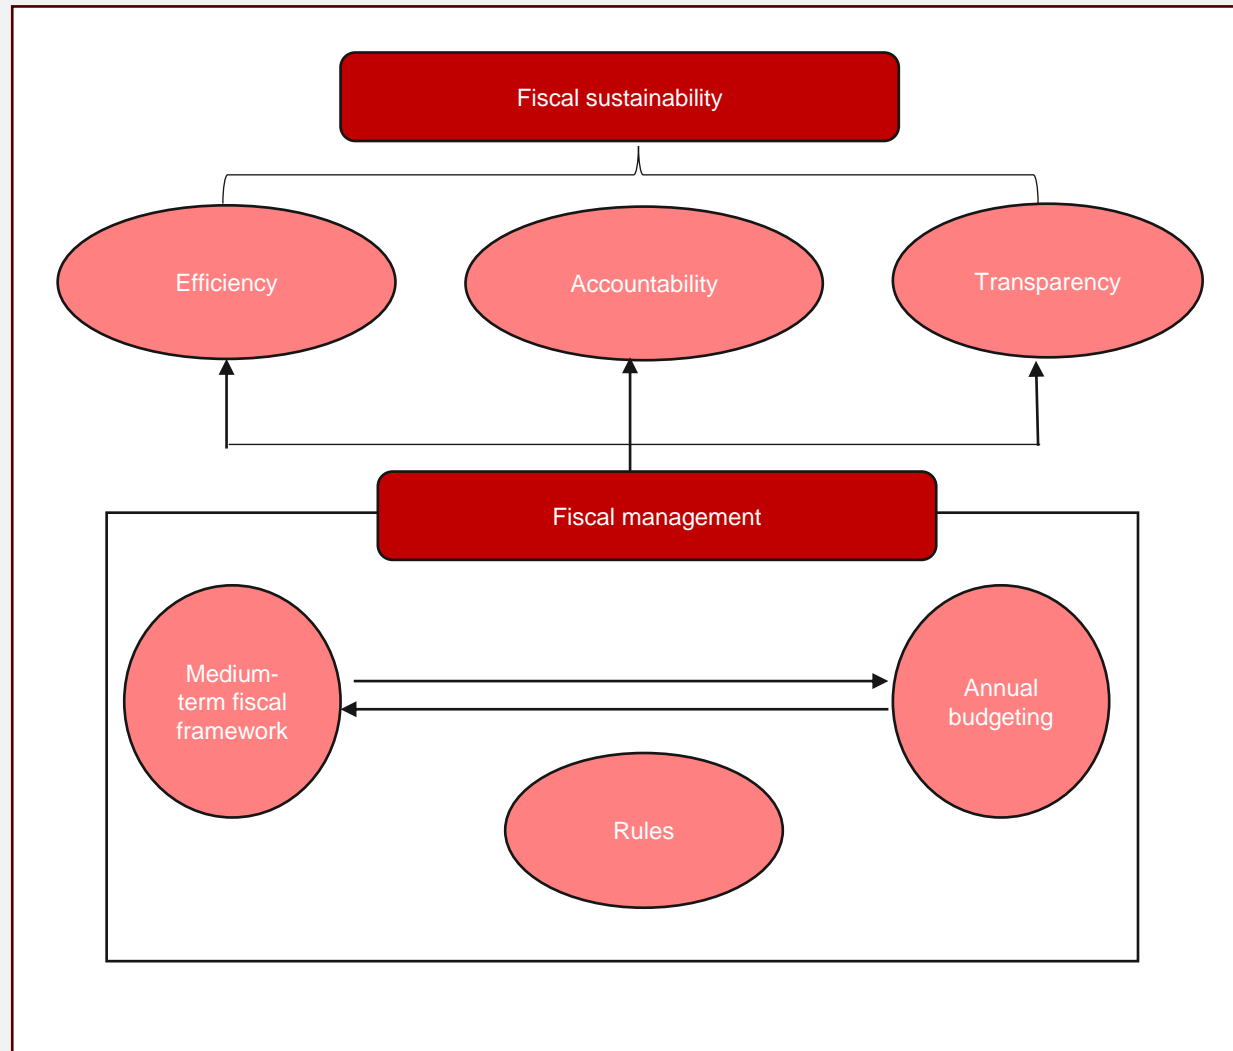 Fiscal sustainability
Efficiency
Accountability
Transparency
Fiscal management
Medium-
term fiscal
framework
Annual
budgeting
Rules